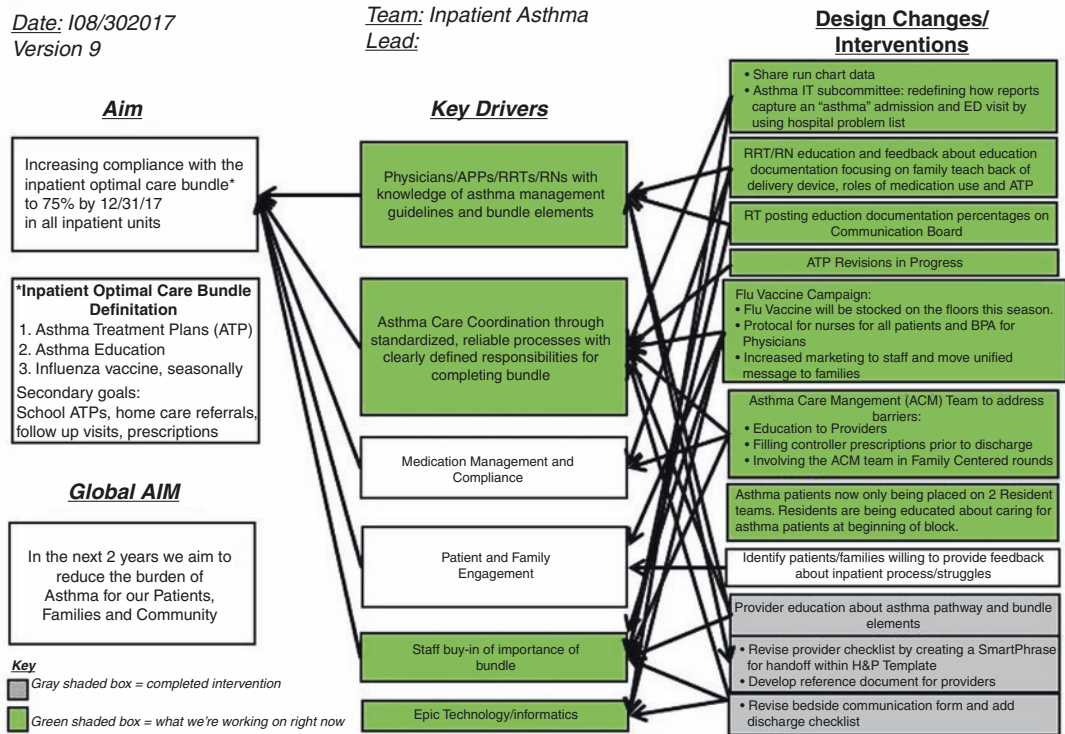 Date: I08/302017
Version 9
Team: Inpatient Asthma
Lead:
Aim
Increasing compliance with the
inpatient optimal care bundle*
to 75% by 12/31/17
in all inpatient units
*Inpatient Optimal Care Bundle
Definitation
1. Asthma Treatment Plans (ATP)
2. Asthma Education
3. Influenza vaccine, seasonally
Secondary goals:
School ATPs, home care referrals,
follow up visits, prescriptions
Global AIM
In the next 2 years we aim to
reduce the burden of
Asthma for our Patients,
Families and Community
Key
Gray shaded box = completed intervention
Green shaded box = what we're working on right now
Key Drivers
Physicians/APPs/RRTs/RNs with
knowledge of asthma management
guidelines and bundle elements
Asthma Care Coordination through
standardized, reliable processes with
clearly defined responsibilities for
completing bundle
Medication Management and
Compliance
Patient and Family
Engagement
Staff buy-in of importance of
bundle
Epic Technology/informatics
Design Changes/
Interventions
• Share run chart data
• Asthma IT subcommittee: redefining how reports
capture an “asthma” admission and ED visit by
using hospital problem list
RRT/RN education and feedback about education
documentation focusing on family teach back of
delivery device, roles of medication use and ATP
RT posting eduction documentation percentages on
Communication Board
ATP Revisions in Progress
Flu Vaccine Campaign:
• Flu Vaccine will be stocked on the floors this season.
• Protocal for nurses for all patients and BPA for
Physicians
• Increased marketing to staff and move unified
message to families
Asthma Care Mangement (ACM) Team to address
barriers:
• Education to Providers
• Filling controller prescriptions prior to discharge
• Involving the ACM team in Family Centered rounds
Asthma patients now only being placed on 2 Resident
teams. Residents are being educated about caring for
asthma patients at beginning of block.
Identify patients/families willing to provide feedback
about inpatient process/struggles
Provider education about asthma pathway and bundle
elements
• Revise provider checklist by creating a SmartPhrase
for handoff within H&P Template
• Develop reference document for providers
• Revise bedside communication form and add
discharge checklist